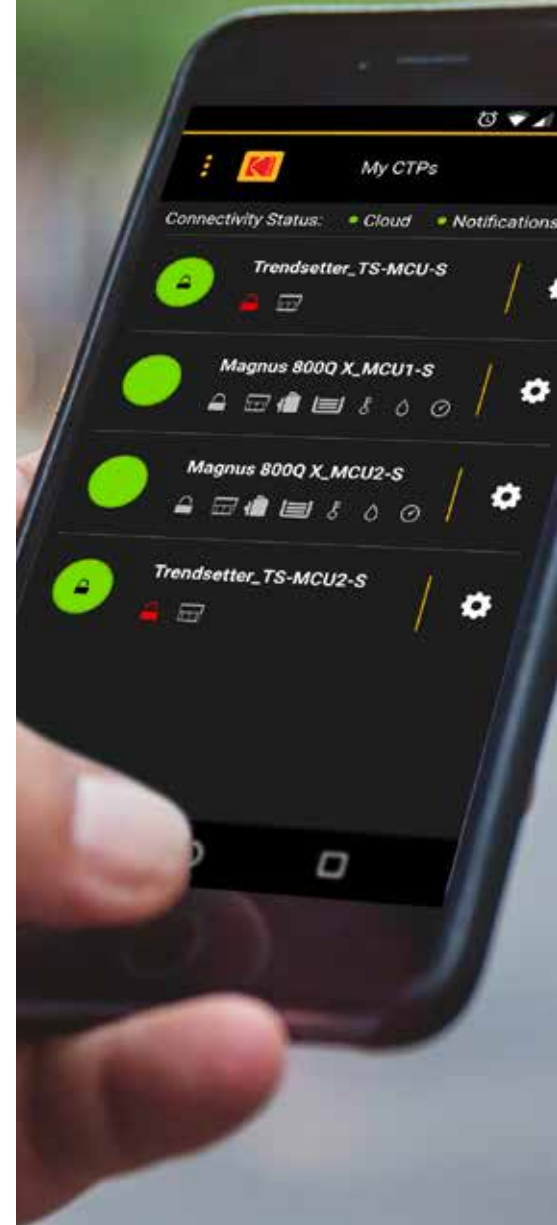 My CTPs
Connectivity Status: Cloud Notifications
Trendsetter_TS-MCU-S
Magnus 800Q X_MCU1-S
Magnus 800Q X_MCU2-S
Trendsetter_TS-MCU2-S